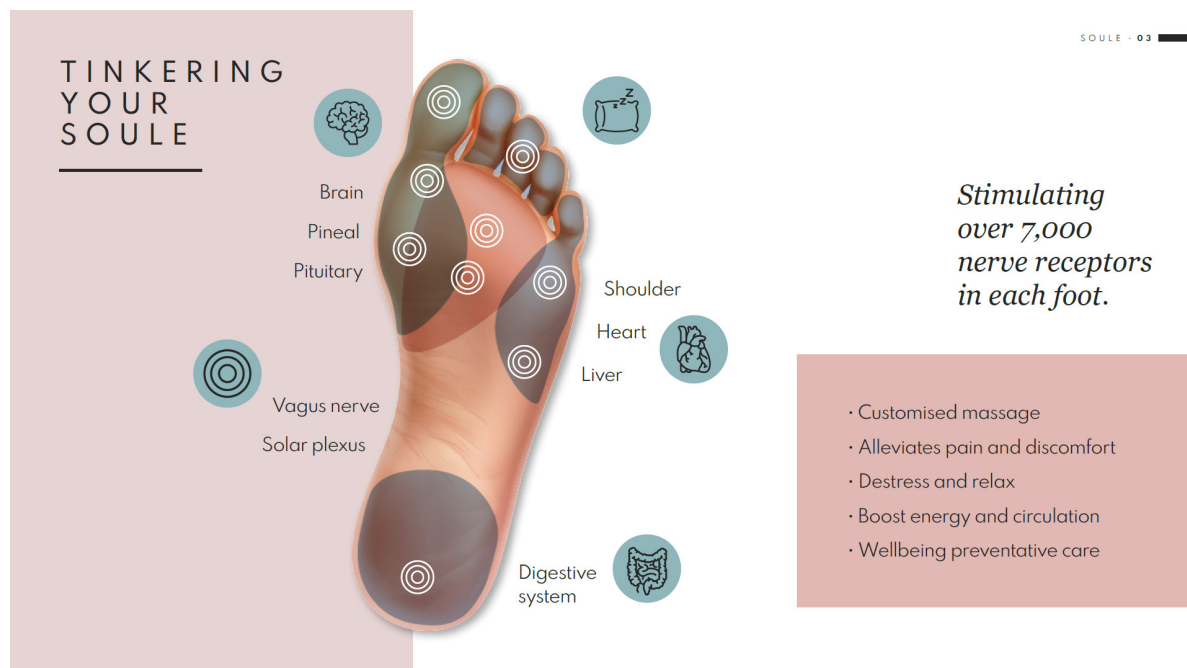 SOULE · 03
TINKERING
YOUR
SOULE
z z z
Brain
Pineal
Pituitary
Shoulder
Heart
Liver
Vagus nerve
Solar plexus
Digestive
system
Stimulating
over 7,000
nerve receptors
in each foot.
· Customised massage
· Alleviates pain and discomfort
· Destress and relax
· Boost energy and circulation
· Wellbeing preventative care